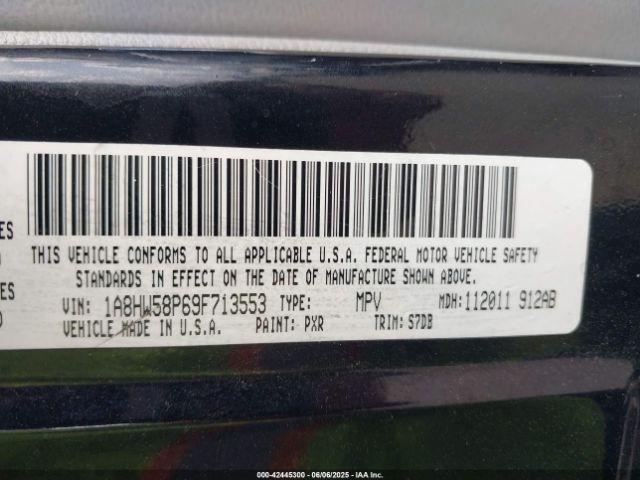 THIS VEHICLE CONFORMS TO ALL APPLICABLE U.S.A. FEDERAL MOTOR VEHICLE SAFETY
STANDARDS IN EFFECT ON THE DATE OF MANUFACTURE SHOWN ABOVE.
VIN: 1A8HW58P69F713553 TYPE: MPV MDH: 112011 912AB
VEHICLE MADE IN PAINT: PXR TRIM: S7DB
000-42445300 - 06/06/2025 - IAA Inc.